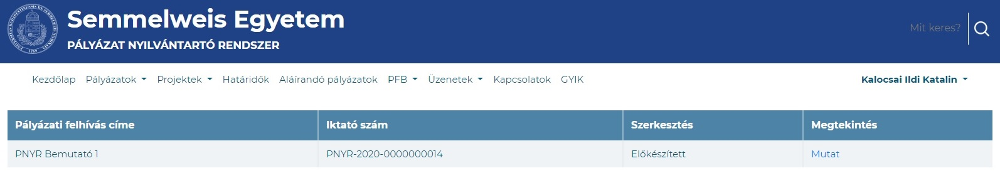 Semmelweis Egyetem
PÁLYÁZAT NYILVÁNTARTÓ RENDSZER
Mit keres?
Kezdőlap Pályázatok Projektek Határidők Aláírandó pályázatok PFB Üzenetek Kapcsolatok GYIK Kalocsai Ildi Katalin
Pályázati felhívás címe Iktató szám Szerkesztés Megtekintés
PNYR Bemutató 1 PNYR-2020-0000000014 Előkészített Mutat